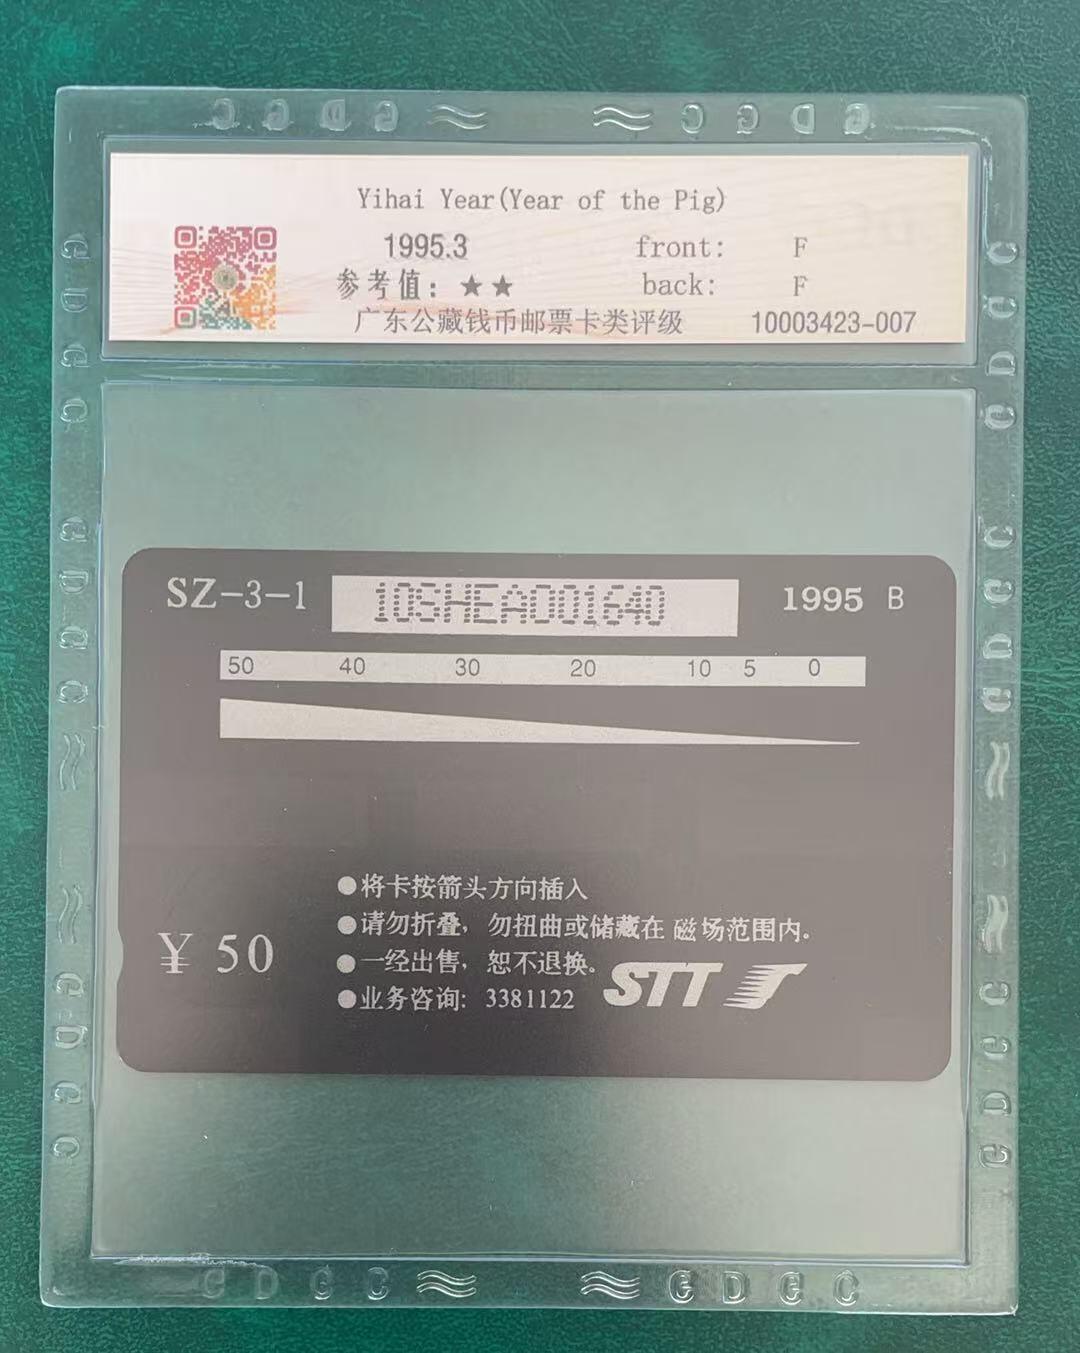 GDGC GDGC
Yihai Year(Year of the Pig)
1995.3 front: F
参考值：★★ back: F
广东公藏钱币邮票卡类评级 10003423-007
SZ-3-1 10SHEA001640 1995 B
50 40 30 20 10 5 0
●将卡按箭头方向插入
●请勿折叠，勿扭曲或储藏在 磁场范围内.
¥ 50
●一经出售，恕不退换。
●业务咨询: 3381122
STT
GDGC GDGC